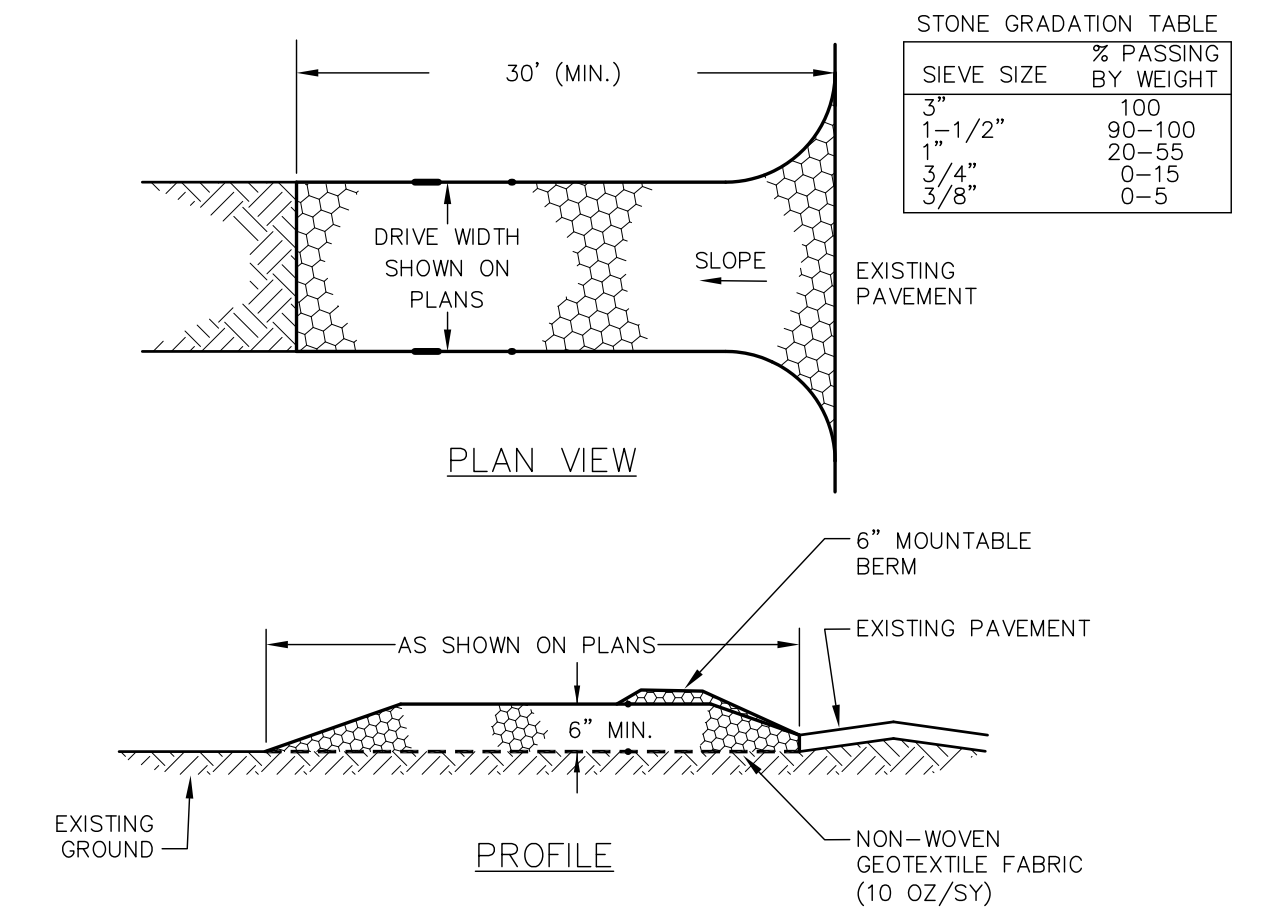 STONE GRADATION TABLE
SIEVE SIZE % PASSING BY WEIGHT
3” 100
1-1/2” 90-100
1” 20-55
3/4” 0-15
3/8” 0-5
30' (MIN.)
DRIVE WIDTH
SHOWN ON
PLANS
SLOPE
EXISTING
PAVEMENT
PLAN VIEW
6” MOUNTABLE
BERM
EXISTING PAVEMENT
AS SHOWN ON PLANS
6” MIN.
EXISTING
GROUND
PROFILE
NON-WOVEN
GEOTEXTILE FABRIC
(10 OZ/SY)